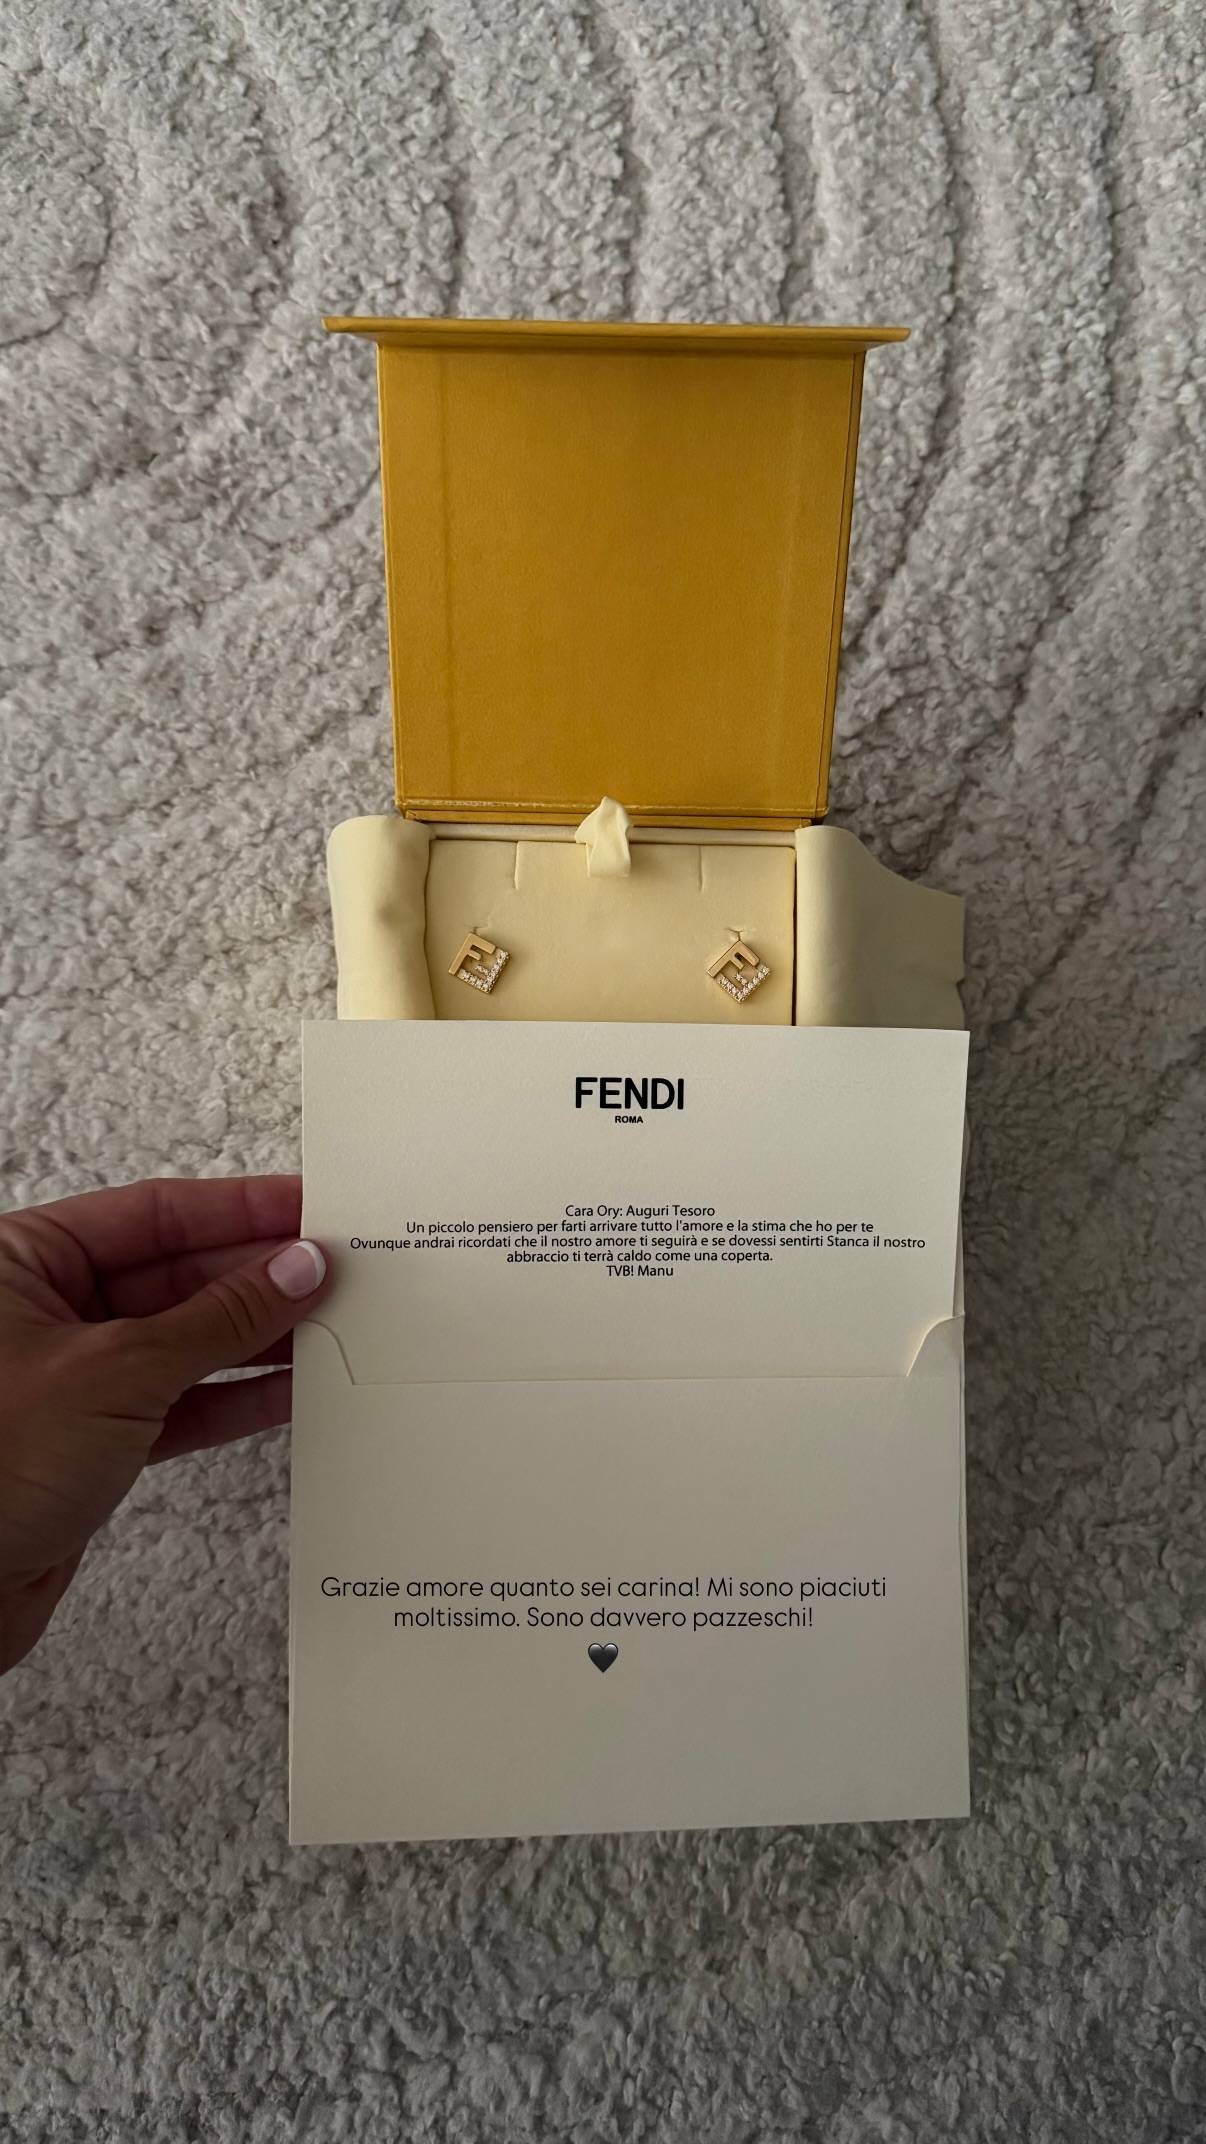 FENDI
ROMA
Cara Ory: Auguri Tesoro
Un piccolo pensiero per farti arrivare tutto l'amore e la stima che ho per te
Ovunque andrai ricordati che il nostro amore ti seguirà e se dovessi sentirti Stanca il nostro
abbraccio ti terrà caldo come una coperta.
TVB! Manu
Grazie amore quanto sei carina! Mi sono piaciuti
moltissimo. Sono davvero pazzeschi!
🖤